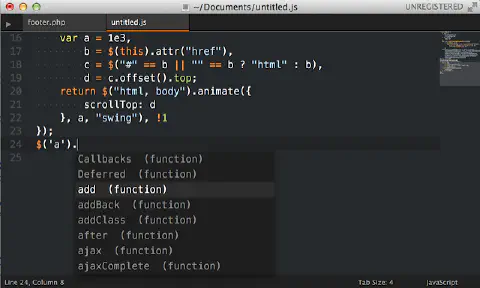 ~/Documents/untitled.js
UNREGISTERED
footer.php
untitled.js
16 var a = 1e3,
17 b = $(this).attr("href"),
18 c = $("#" == b || "" == b ? "html" : b),
19 d = c.offset().top;
20 return $("html, body").animate({
21 scrollTop: d
22 }, a, "swing"), !1
23 });
24 $('a').
25
Callbacks (function)
Deferred (function)
add (function)
addBack (function)
addClass (function)
after (function)
ajax (function)
ajaxComplete (function)
Line 24, Column 8
Tab Size: 4
JavaScript